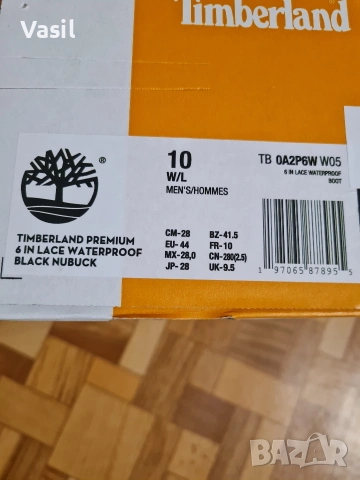 Vasil
Timberland
®
10
W/L
MEN'S/HOMMES
TB 0A2P6W W05
6 IN LACE WATERPROOF
BOOT
TIMBERLAND PREMIUM
6 IN LACE WATERPROOF
BLACK NUBUCK
CM-28 BZ-41.5
EU-44 FR-10
MX-28,0 CN-280(2.5)
JP-28 UK-9.5
1 97065 87895 5
BAZAR